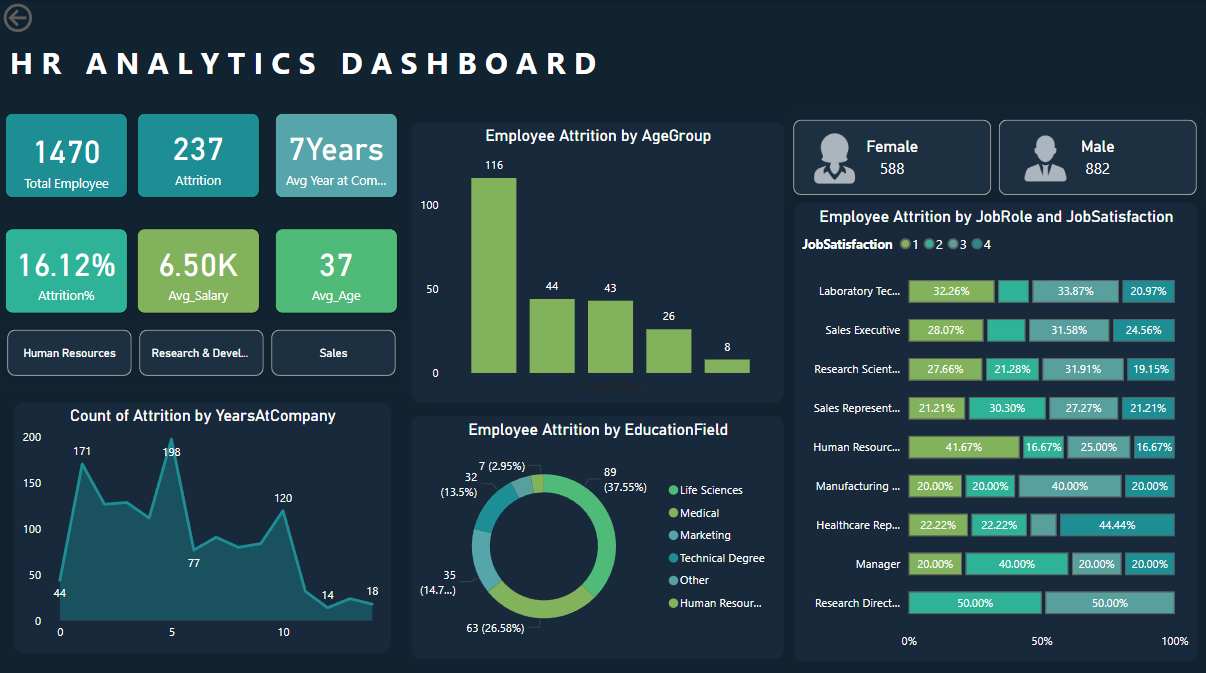 HR ANALYTICS DASHBOARD
1470
Total Employee
237
Attrition
7Years
Avg Year at Com...
16.12%
Attrition%
6.50K
Avg_Salary
37
Avg_Age
Human Resources
Research & Devel...
Sales
Count of Attrition by YearsAtCompany
200
150
100
50
0
44
171
198
77
120
14
18
0
5
10
Employee Attrition by AgeGroup
100
50
0
116
44
43
26
8
Employee Attrition by EducationField
7 (2.95%)
32
(13.5%)
35
(14.7...)
63 (26.58%)
89
(37.55%)
Life Sciences
Medical
Marketing
Technical Degree
Other
Human Resour...
Female
588
Male
882
Employee Attrition by JobRole and JobSatisfaction
JobSatisfaction 1 2 3 4
Laboratory Tec... 32.26% 33.87% 20.97%
Sales Executive 28.07% 31.58% 24.56%
Research Scient... 27.66% 21.28% 31.91% 19.15%
Sales Represent... 21.21% 30.30% 27.27% 21.21%
Human Resourc... 41.67% 16.67% 25.00% 16.67%
Manufacturing ... 20.00% 20.00% 40.00% 20.00%
Healthcare Rep... 22.22% 22.22% 44.44%
Manager 20.00% 40.00% 20.00% 20.00%
Research Direct... 50.00% 50.00%
0% 50% 100%